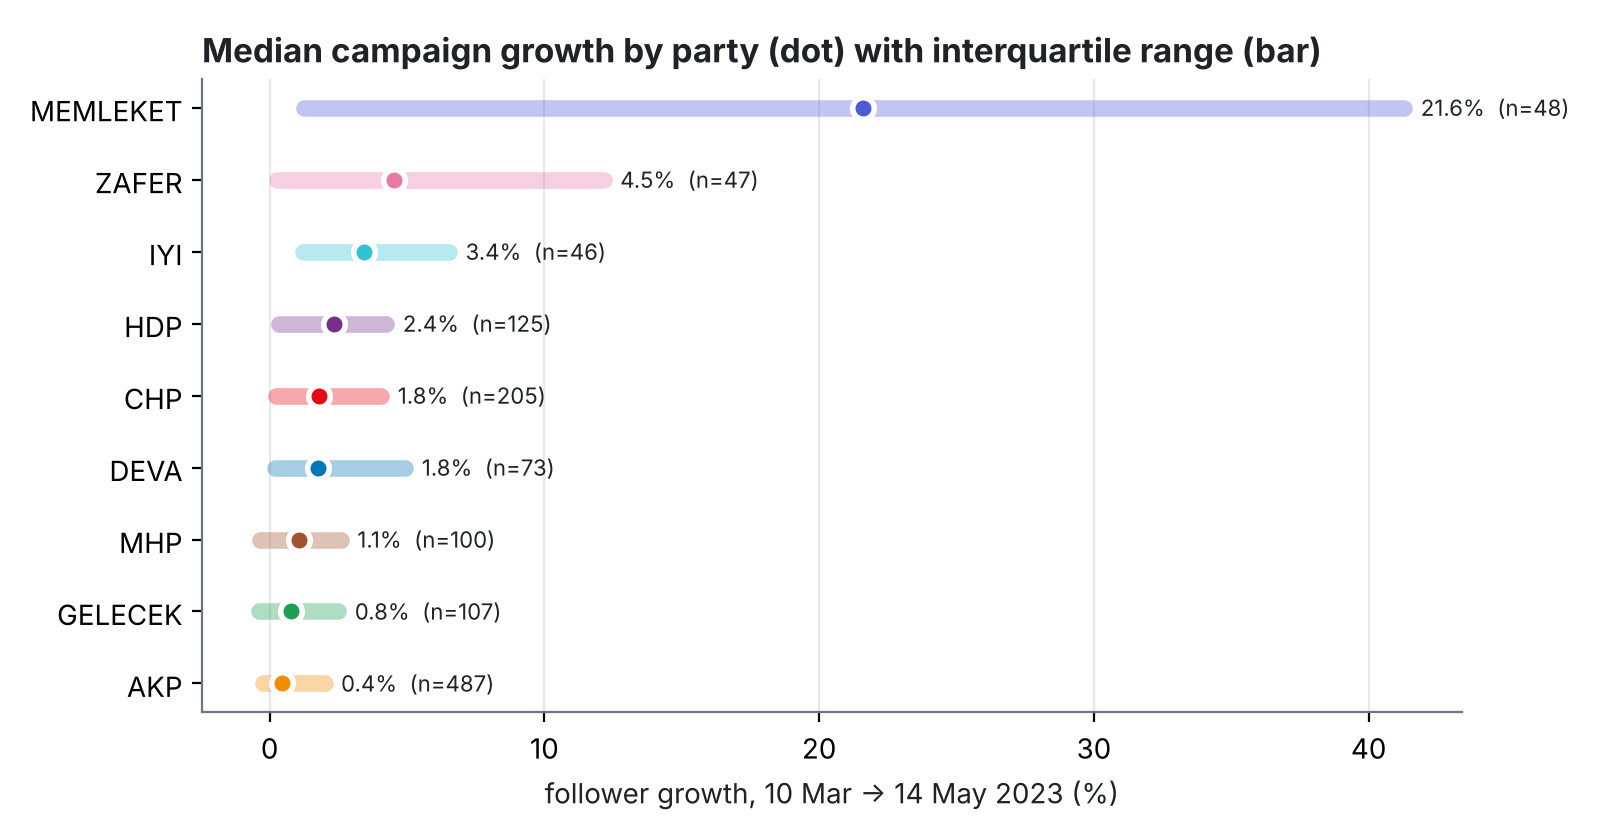 Median campaign growth by party (dot) with interquartile range (bar)
MEMLEKET 21.6% (n=48)
ZAFER 4.5% (n=47)
IYI 3.4% (n=46)
HDP 2.4% (n=125)
CHP 1.8% (n=205)
DEVA 1.8% (n=73)
MHP 1.1% (n=100)
GELECEK 0.8% (n=107)
AKP 0.4% (n=487)
0 10 20 30 40
follower growth, 10 Mar → 14 May 2023 (%)